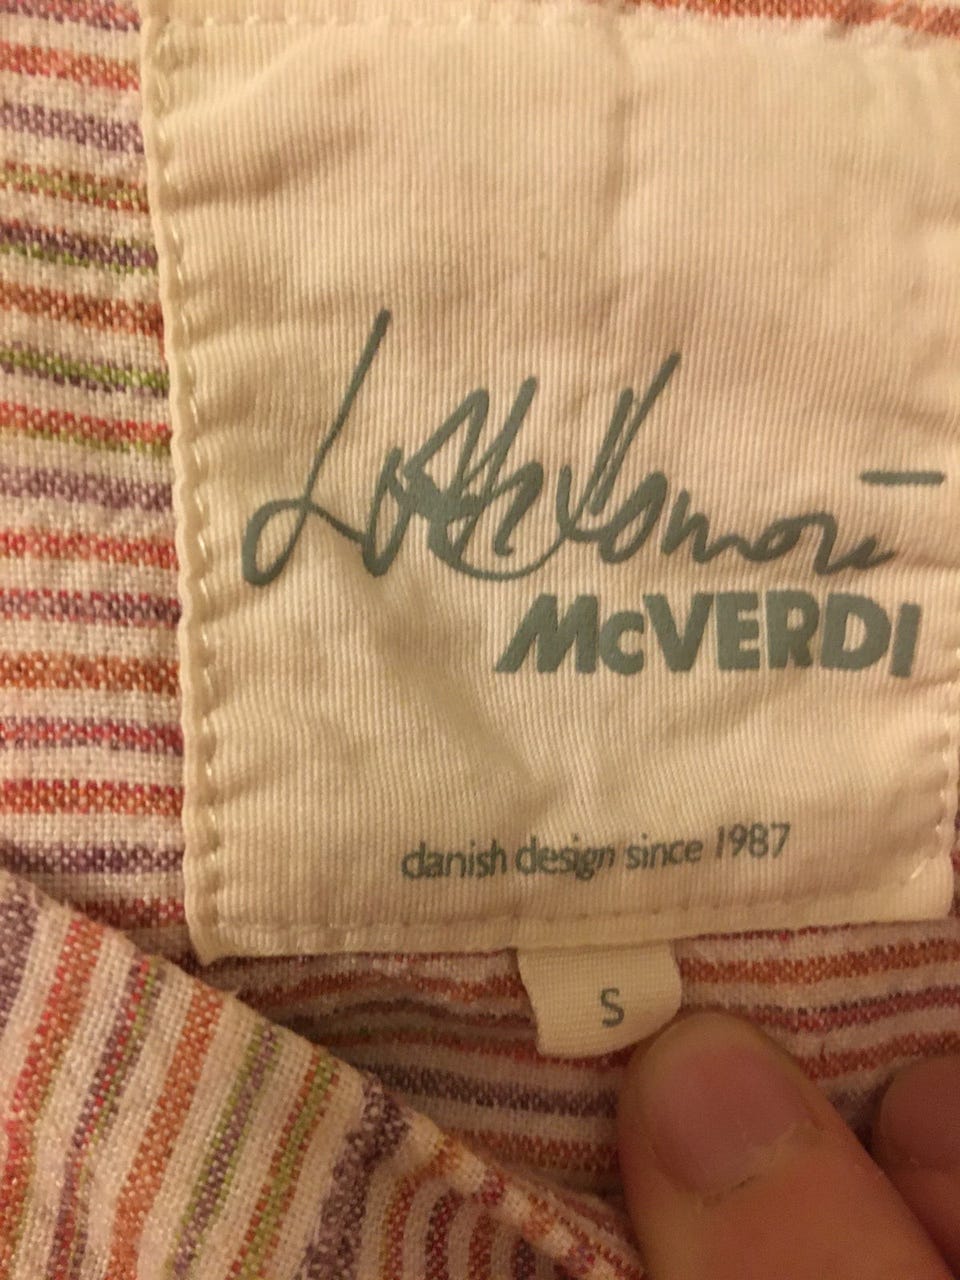 McVERDI
danish design since 1987
S